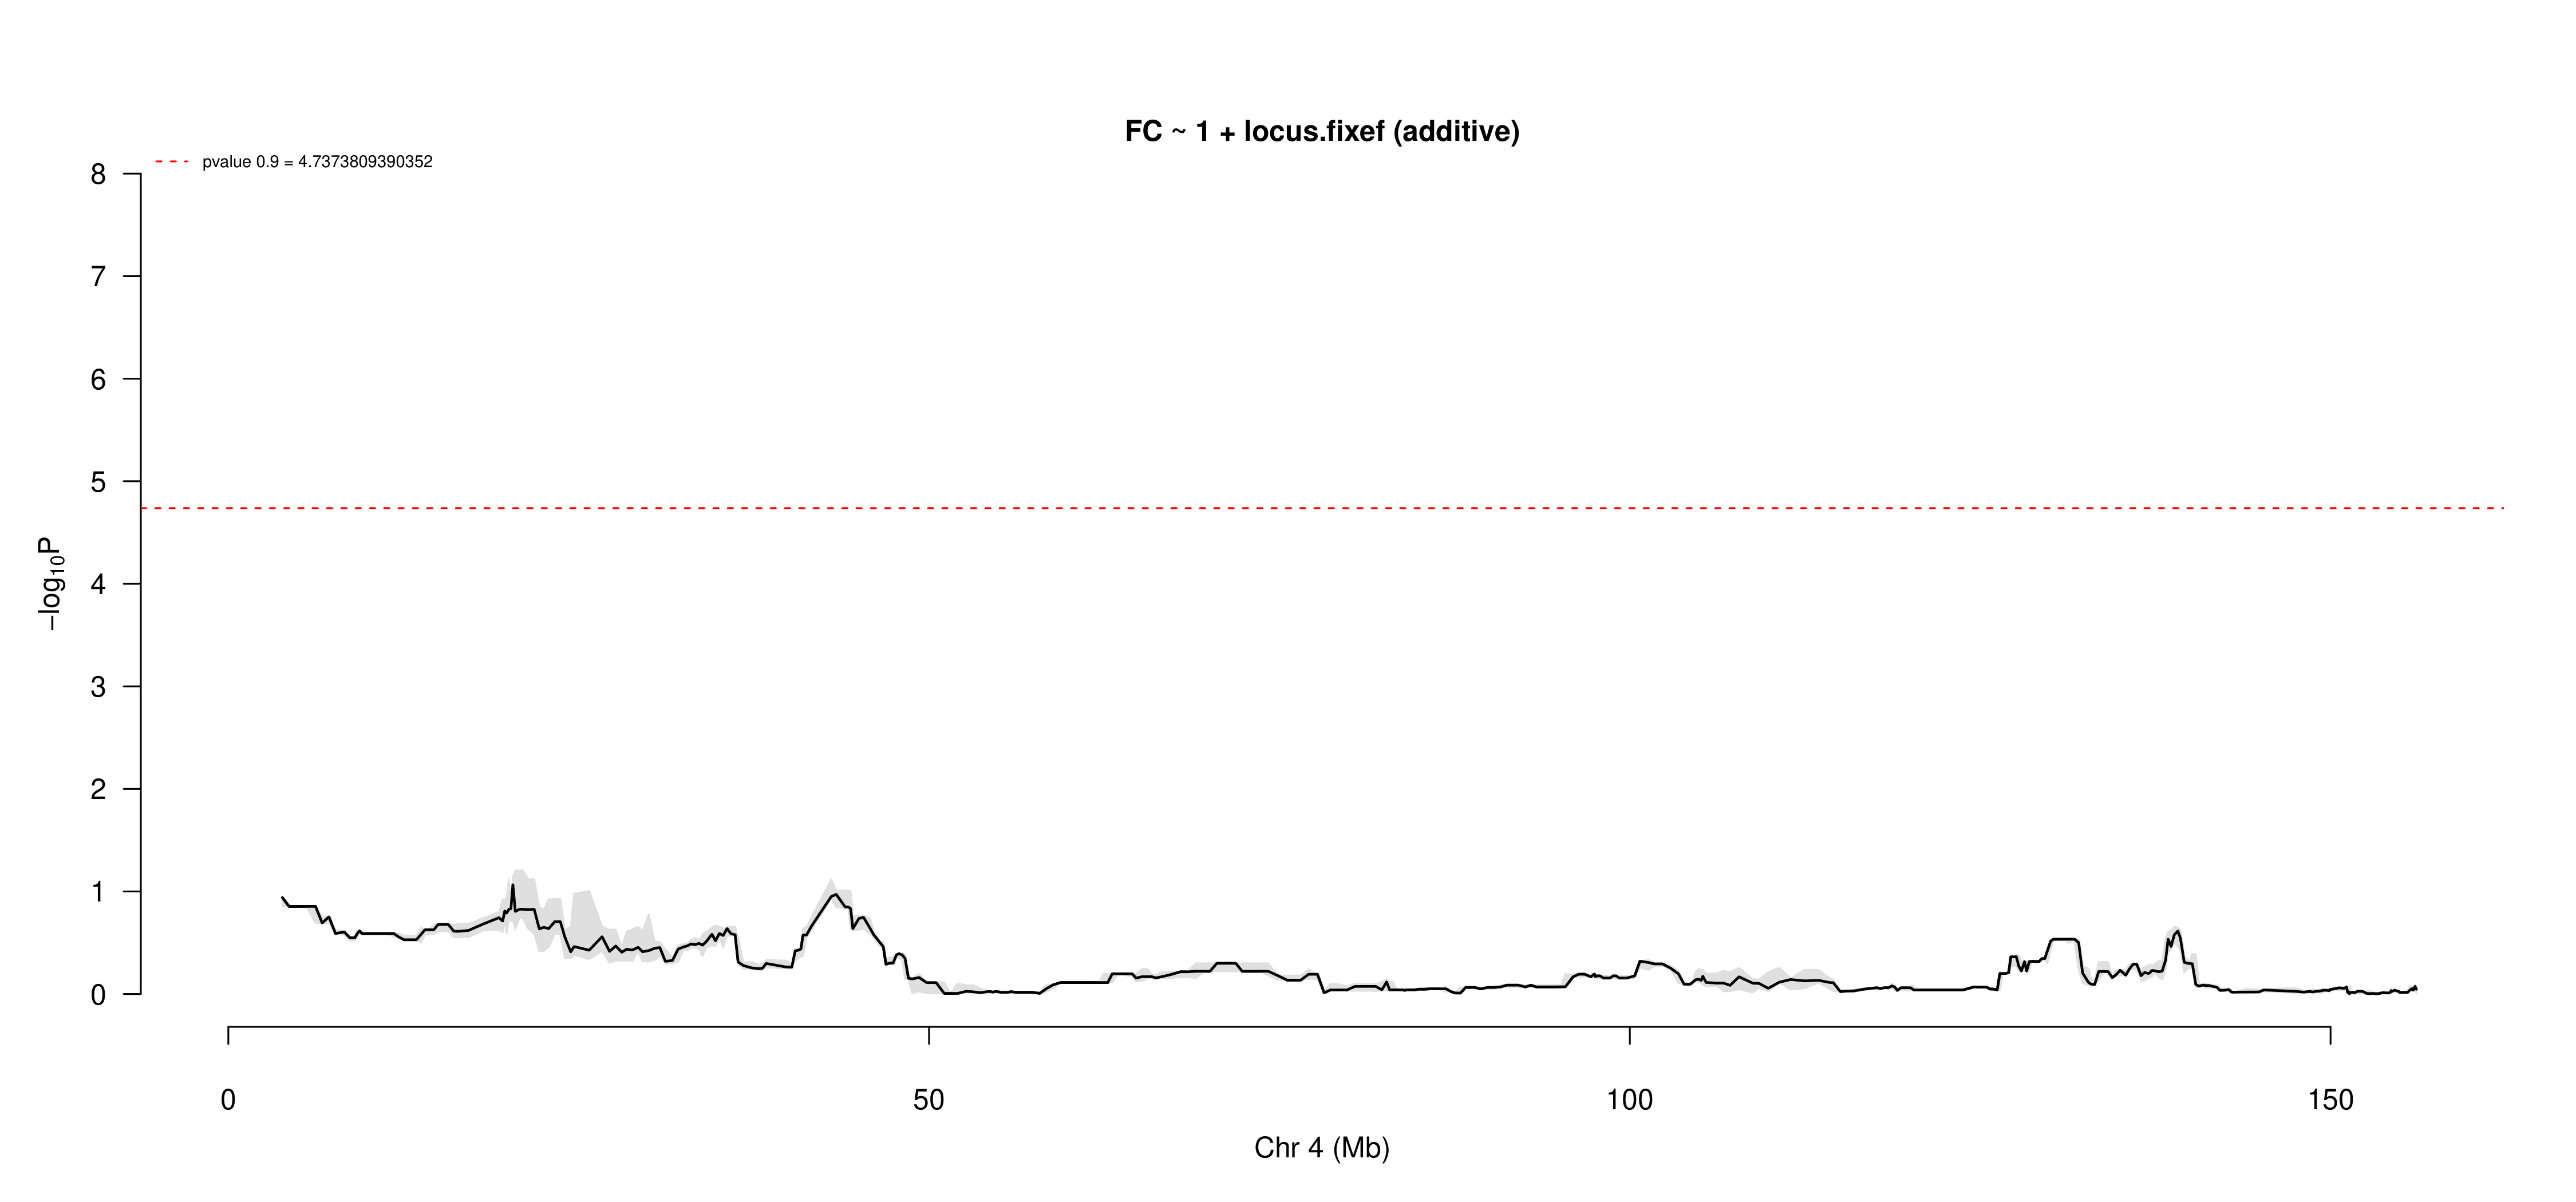 FC ~ 1 + locus.fixef (additive)
pvalue 0.9 = 4.7373809390352
8
7
6
5
4
3
2
1
0
−log10P
0 50 100 150
Chr 4 (Mb)